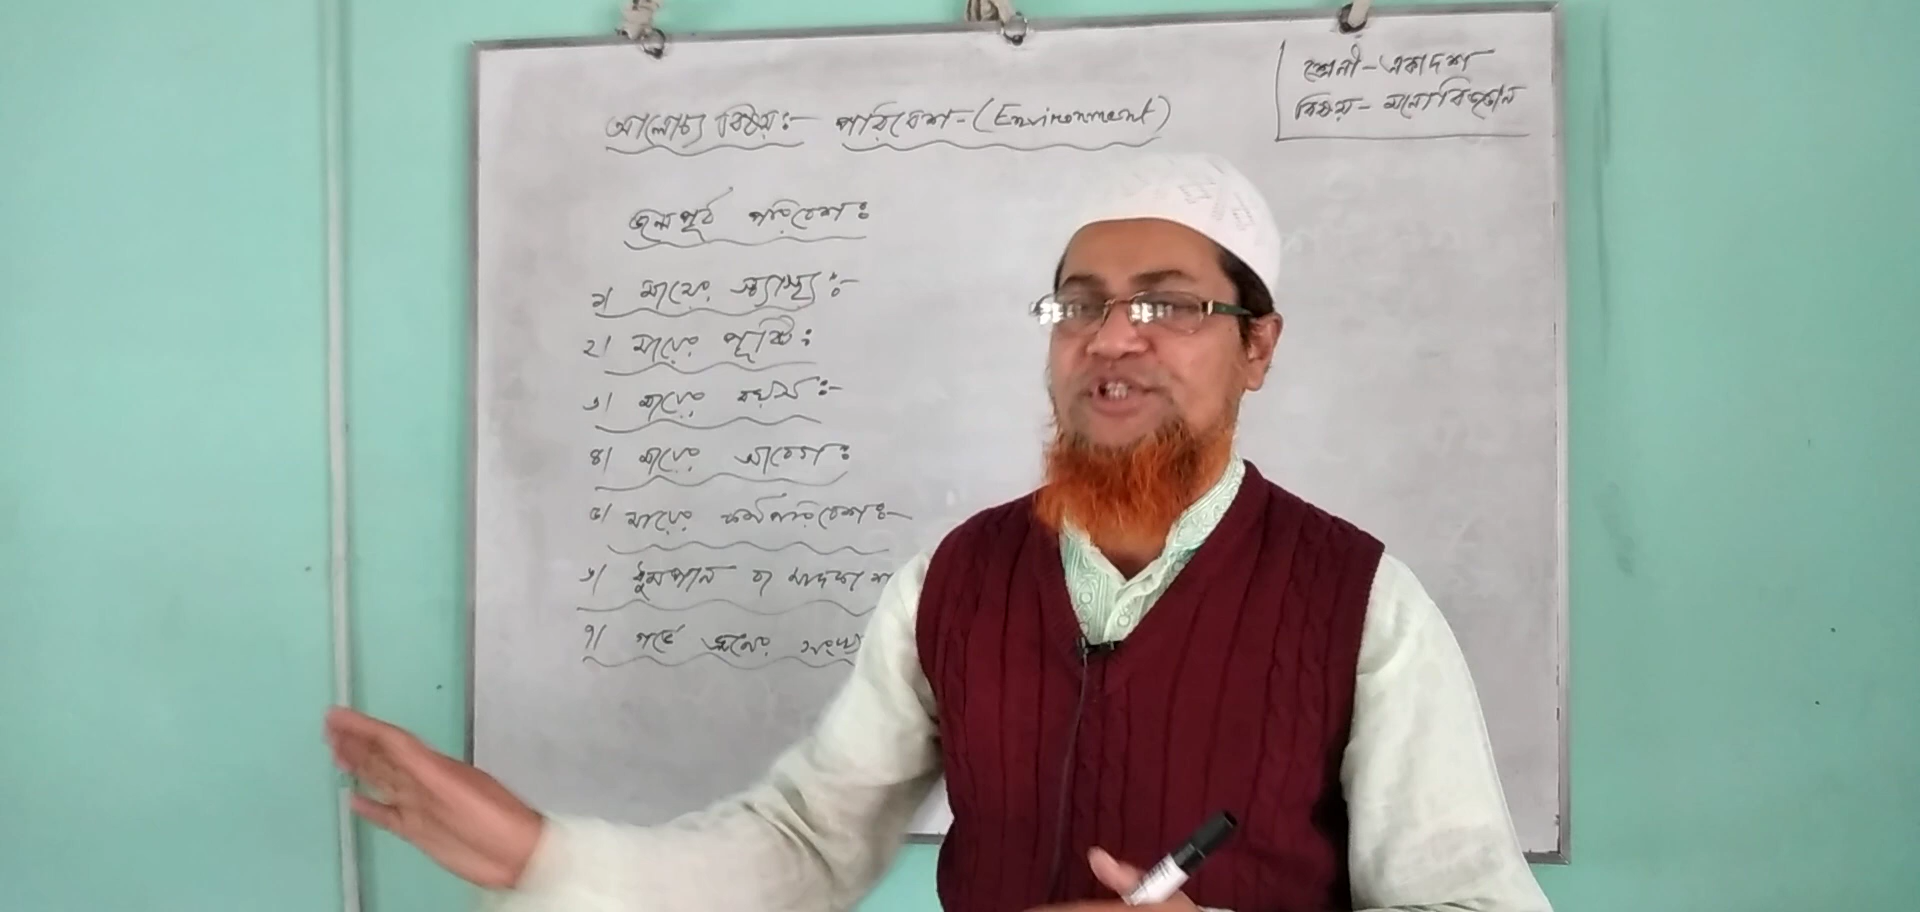 আলোচ্য বিষয়ঃ- পরিবেশ-(Environment)
শ্রেণী-একাদশ
বিষয়- মনোবিজ্ঞান
জন্মপূর্ব পরিবেশঃ
১। মায়ের স্বাস্থ্যঃ-
২। মায়ের পুষ্টিঃ
৩। মায়ের বয়সঃ-
৪। মায়ের আবেগঃ
৫। মায়ের কর্মপরিবেশঃ-
৬। ধুমপান বা মাদকাশ
৭। গর্ভে ভ্রুনের সংখ্যা